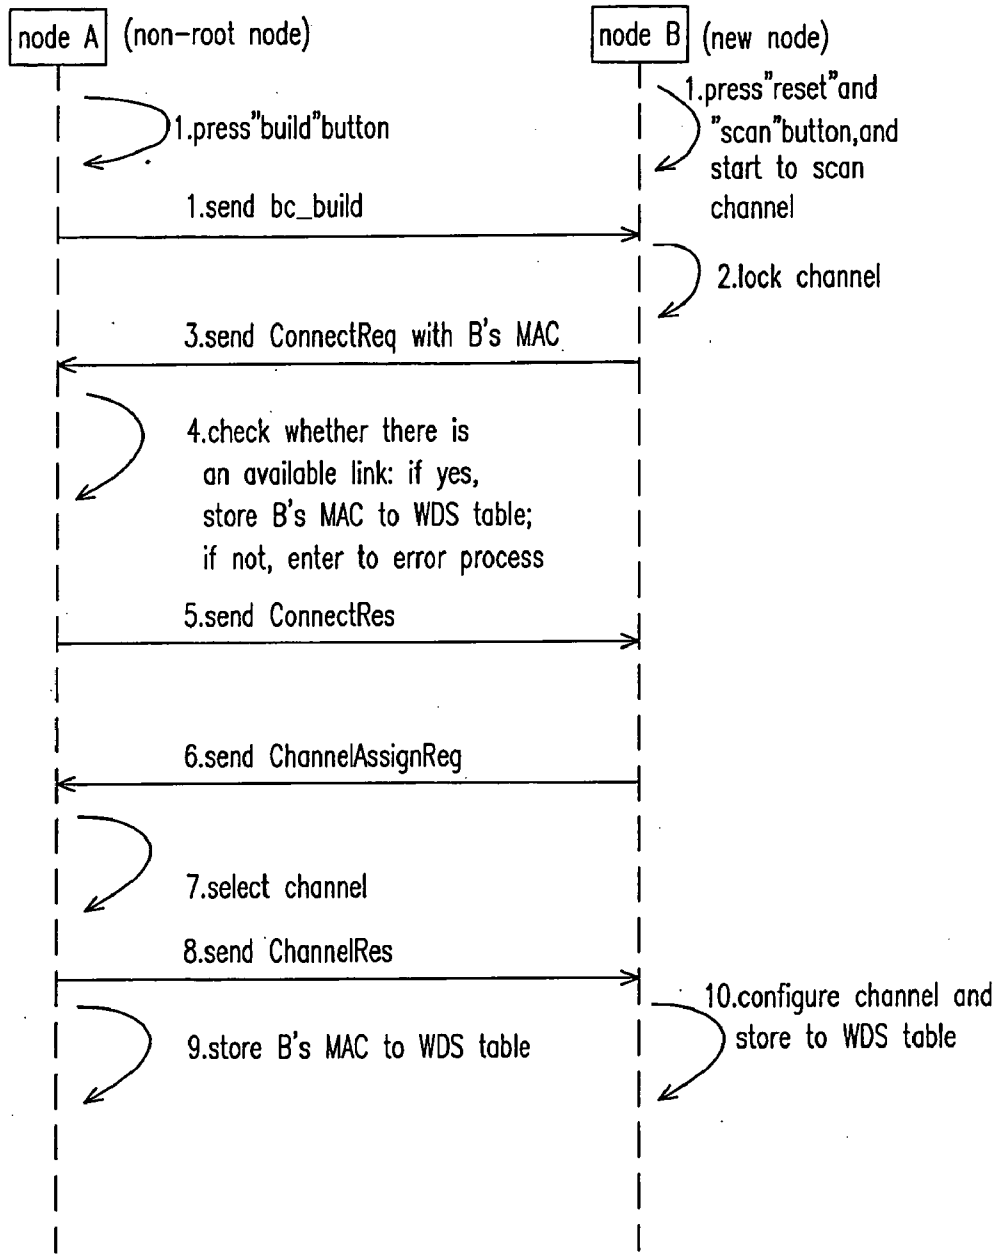 node A (non-root node)
node B (new node)
1.press"build"button
1.press"reset"and
"scan"button,and
start to scan
channel
1.send bc_build
2.lock channel
3.send ConnectReq with B's MAC
4.check whether there is
an available link: if yes,
store B's MAC to WDS table;
if not, enter to error process
5.send ConnectRes
6.send ChannelAssignReg
7.select channel
8.send ChannelRes
9.store B's MAC to WDS table
10.configure channel and
store to WDS table